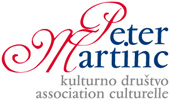 Peter
Martinc
kulturno društvo
association culturelle